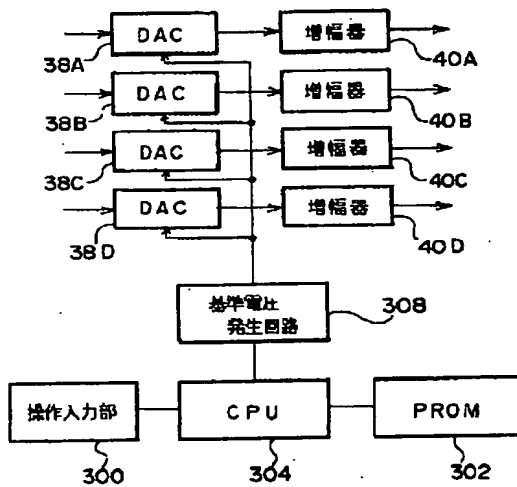 DAC
増幅器
38A
40A
DAC
増幅器
38B
40B
DAC
増幅器
38C
40C
DAC
増幅器
38D
40D
基準電圧
発生回路
308
操作入力部
CPU
PROM
300
304
302